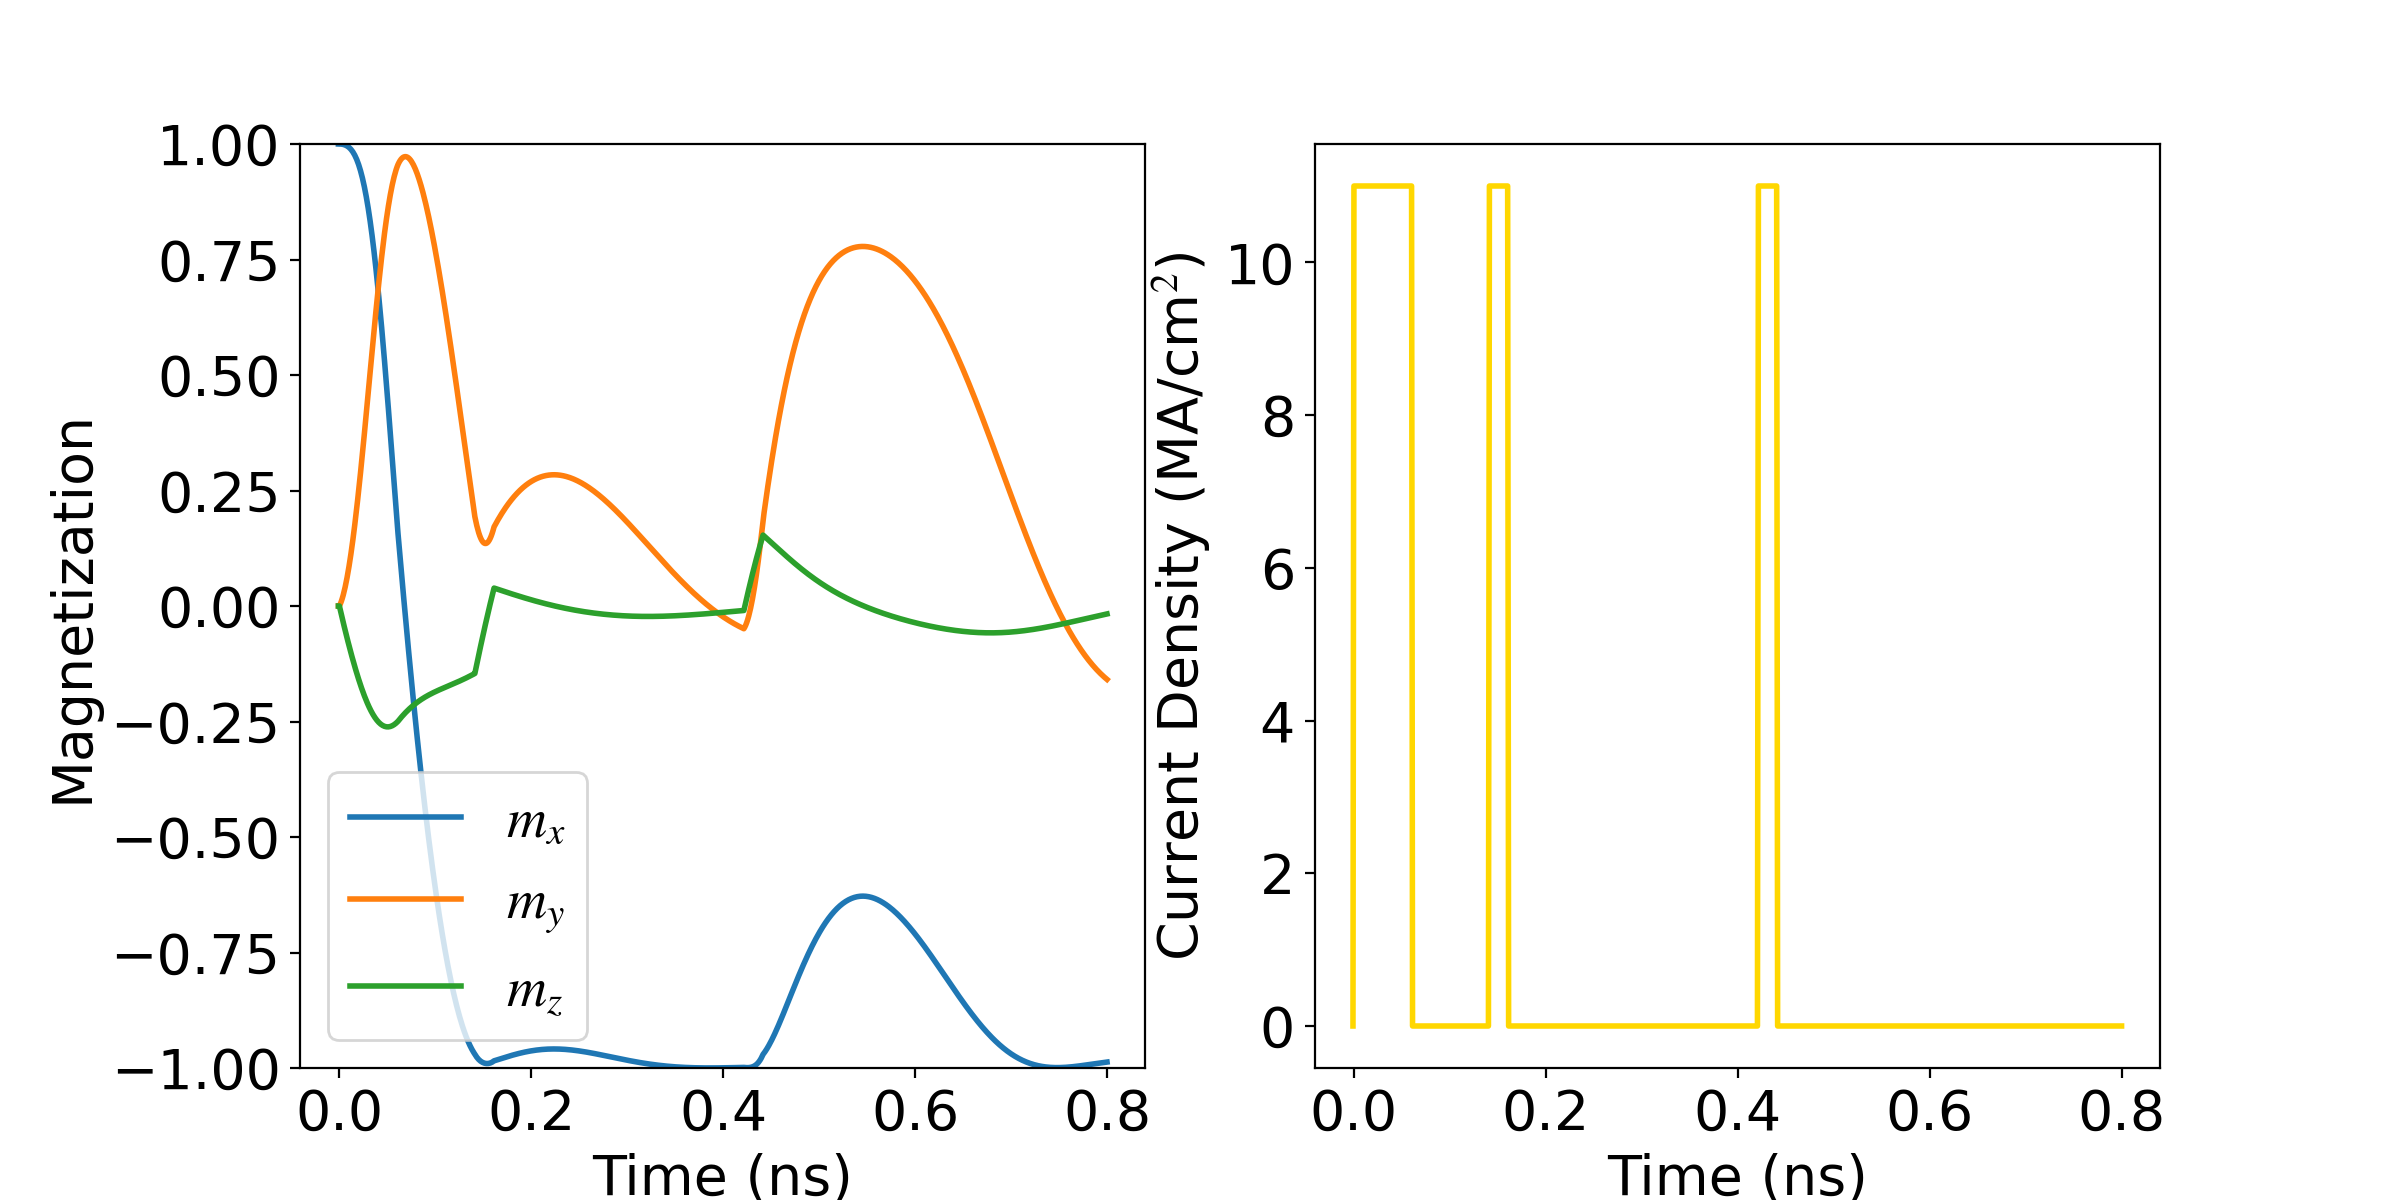 1.00
0.75
0.50
0.25
0.00
−0.25
−0.50
−0.75
−1.00
Magnetization
m_x
m_y
m_z
0.0 0.2 0.4 0.6 0.8
Time (ns)
Current Density (MA/cm²)
10
8
6
4
2
0
0.0 0.2 0.4 0.6 0.8
Time (ns)